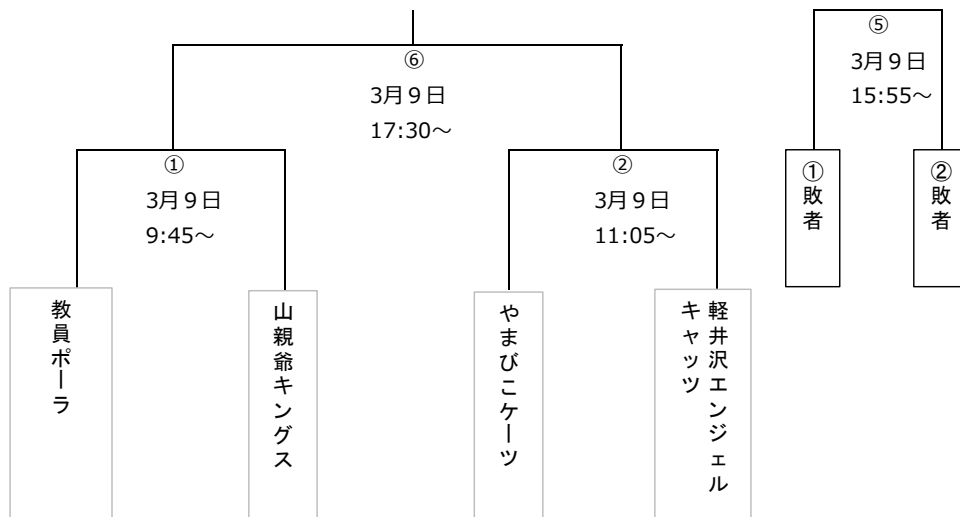 ⑥
3月９日
17:30～
⑤
3月９日
15:55～
①
3月９日
9:45～
②
3月９日
11:05～
①敗者
②敗者
教員ポーラ
山親爺キングス
やまびこケーツ
軽井沢エンジェル
キャッツ